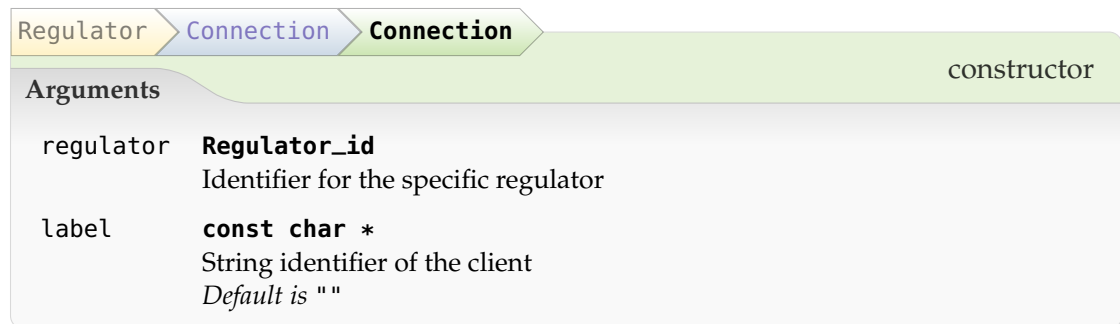 Regulator Connection Connection
constructor
Arguments
regulator Regulator_id
Identifier for the specific regulator
label const char *
String identifier of the client
Default is ""